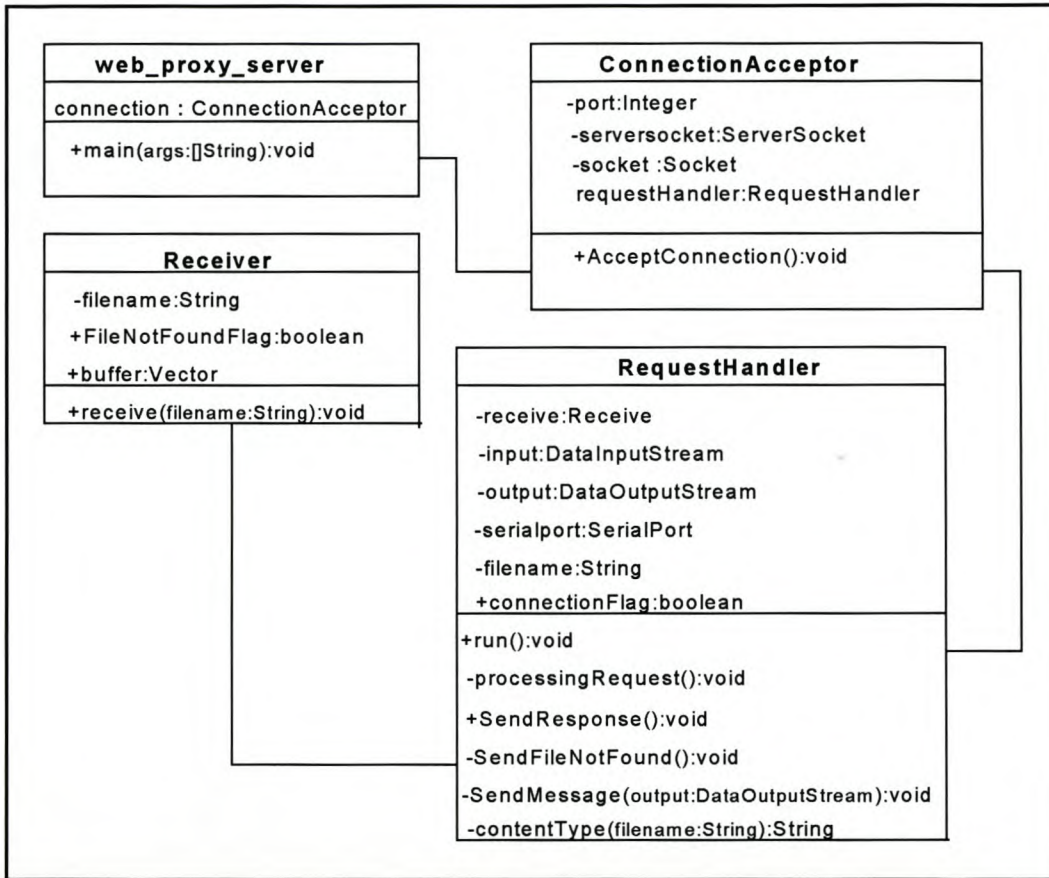 web_proxy_server
connection : ConnectionAcceptor
+main(args:[]String):void
ConnectionAcceptor
-port:Integer
-serversocket:ServerSocket
-socket :Socket
requestHandler:RequestHandler
+AcceptConnection():void
Receiver
-filename:String
+FileNotFoundFlag:boolean
+buffer:Vector
+receive(filename:String):void
RequestHandler
-receive:Receive
-input:DataInputStream
-output:DataOutputStream
-serialport:SerialPort
-filename:String
+connectionFlag:boolean
+run():void
-processingRequest():void
+SendResponse():void
-SendFileNotFound():void
-SendMessage(output:DataOutputStream):void
-contentType(filename:String):String